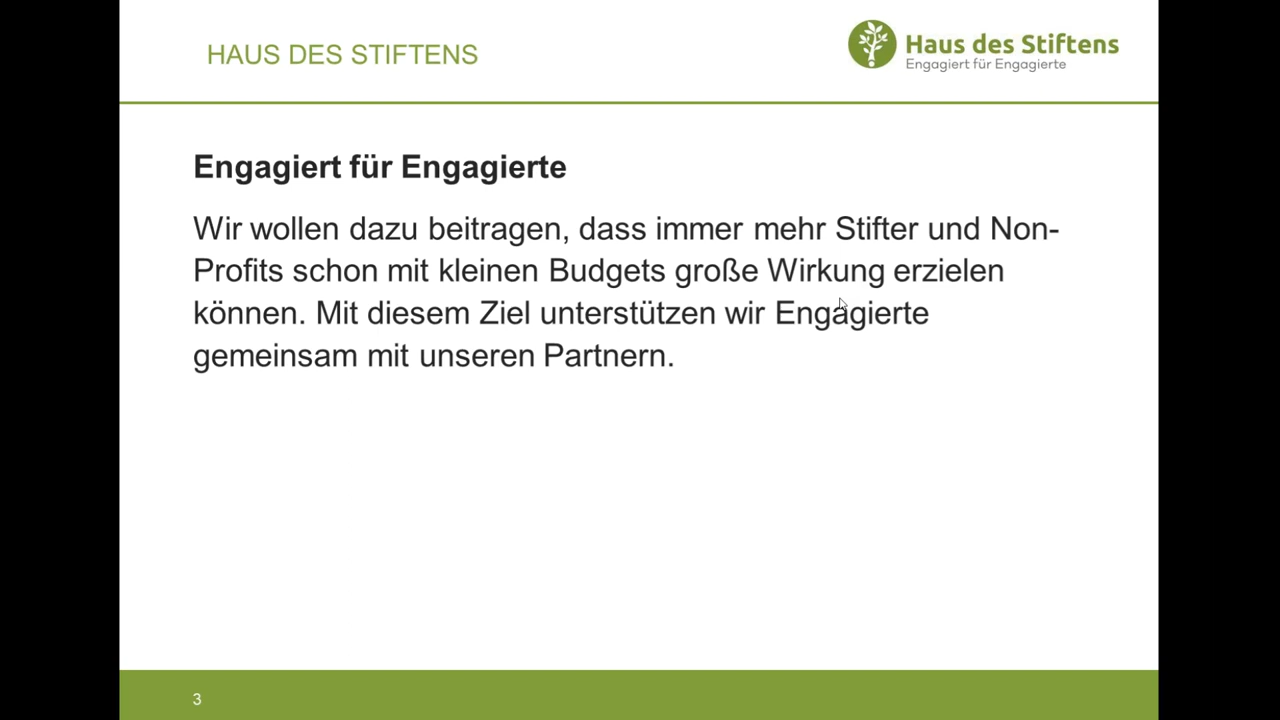 HAUS DES STIFTENS
Haus des Stiftens
Engagiert für Engagierte
Engagiert für Engagierte
Wir wollen dazu beitragen, dass immer mehr Stifter und Non-
Profits schon mit kleinen Budgets große Wirkung erzielen
können. Mit diesem Ziel unterstützen wir Engagierte
gemeinsam mit unseren Partnern.
3